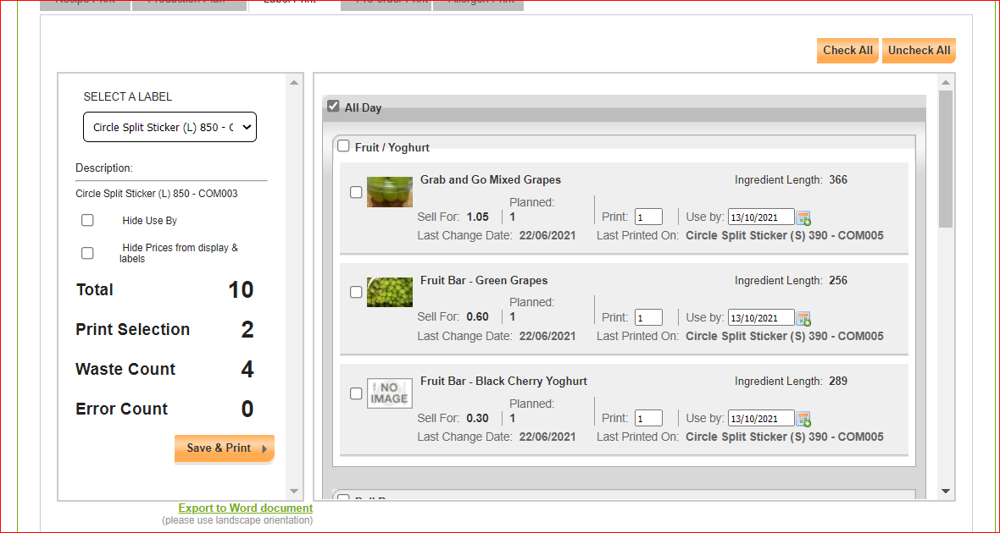 Recipe Print Production Plan Label Print Pre-order Print Allergen Print
Check All Uncheck All
SELECT A LABEL
Circle Split Sticker (L) 850 - C
Description:
Circle Split Sticker (L) 850 - COM003
Hide Use By
Hide Prices from display &
labels
Total 10
Print Selection 2
Waste Count 4
Error Count 0
Save & Print
Export to Word document
(please use landscape orientation)
All Day
Fruit / Yoghurt
Grab and Go Mixed Grapes Ingredient Length: 366
Planned:
Sell For: 1.05 1 Print: 1 Use by: 13/10/2021
Last Change Date: 22/06/2021 Last Printed On: Circle Split Sticker (S) 390 - COM005
Fruit Bar - Green Grapes Ingredient Length: 256
Planned:
Sell For: 0.60 1 Print: 1 Use by: 13/10/2021
Last Change Date: 22/06/2021 Last Printed On: Circle Split Sticker (S) 390 - COM005
Fruit Bar - Black Cherry Yoghurt Ingredient Length: 289
NO
IMAGE
Planned:
Sell For: 0.30 1 Print: 1 Use by: 13/10/2021
Last Change Date: 22/06/2021 Last Printed On: Circle Split Sticker (S) 390 - COM005